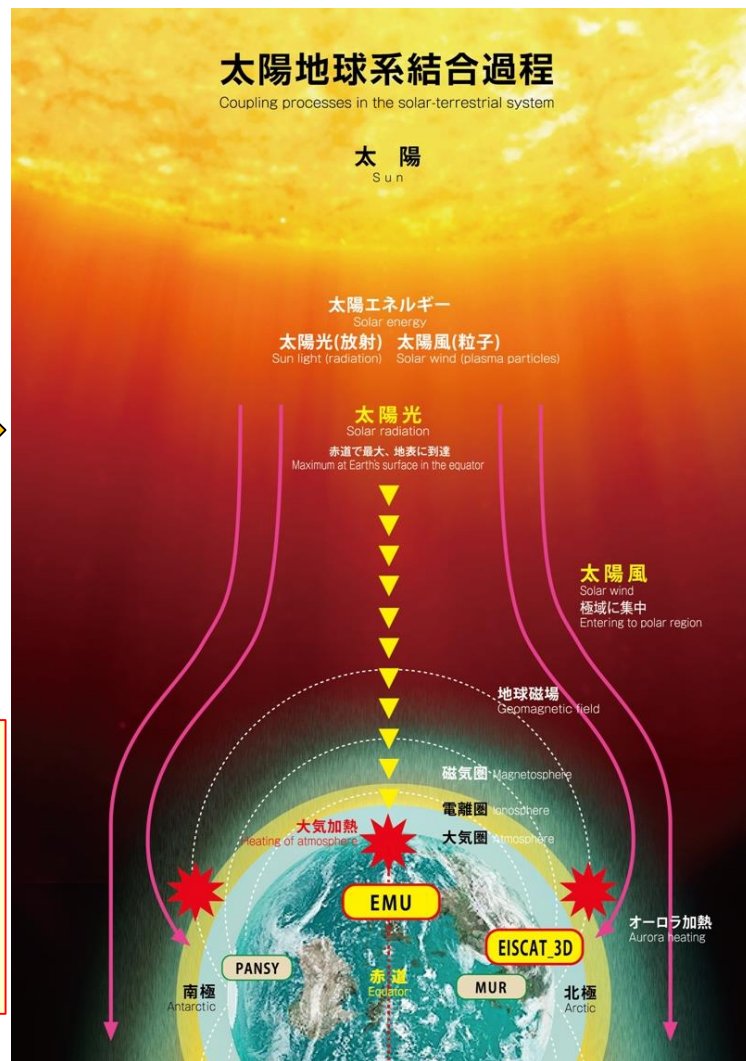 太陽地球系結合過程
Coupling processes in the solar-terrestrial system
太 陽
Sun
太陽エネルギー
Solar energy
太陽光(放射) 太陽風(粒子)
Sun light (radiation) Solar wind (plasma particles)
太陽光
Solar radiation
赤道で最大、地表に到達
Maximum at Earth's surface in the equator
太陽風
Solar wind
極域に集中
Entering to polar region
地球磁場
Geomagnetic field
磁気圏 Magnetosphere
電離圏 Ionosphere
大気加熱
Heating of atmosphere
大気圏 Atmosphere
EMU
オーロラ加熱
Aurora heating
EISCAT_3D
PANSY
MUR
赤道
Equator
南極
Antarctic
北極
Arctic